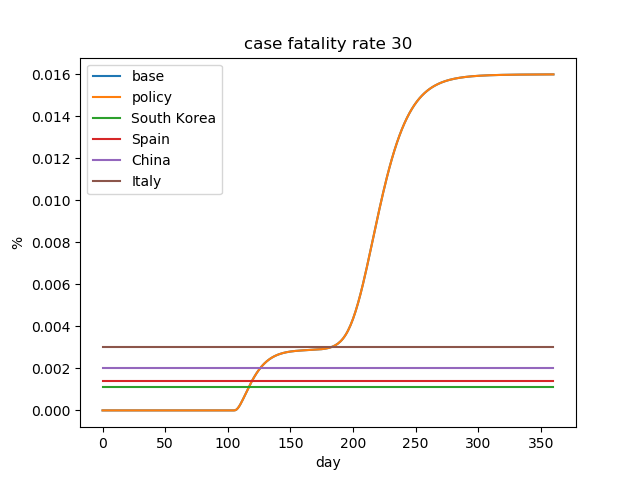 case fatality rate 30
base
policy
South Korea
Spain
China
Italy
%
0.016
0.014
0.012
0.010
0.008
0.006
0.004
0.002
0.000
0 50 100 150 200 250 300 350
day